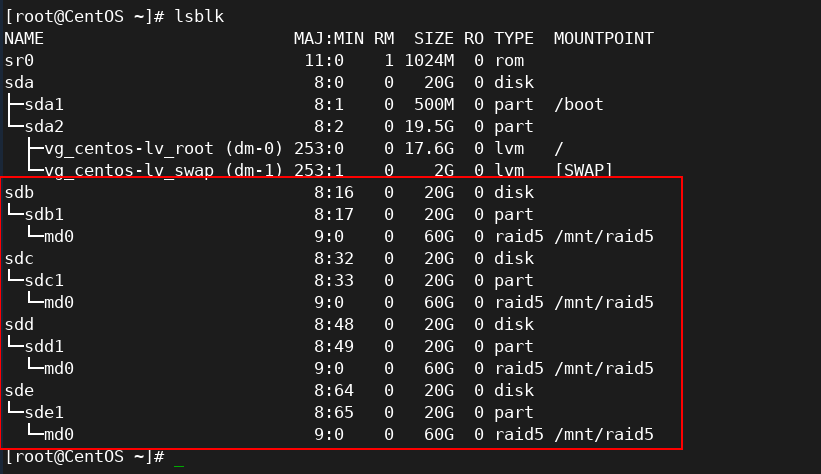 [root@CentOS ~]# lsblk
NAME                         MAJ:MIN RM  SIZE RO TYPE  MOUNTPOINT
sr0                           11:0    1 1024M  0 rom
sda                            8:0    0   20G  0 disk
├─sda1                         8:1    0  500M  0 part  /boot
└─sda2                         8:2    0 19.5G  0 part
  ├─vg_centos-lv_root (dm-0) 253:0    0 17.6G  0 lvm   /
  └─vg_centos-lv_swap (dm-1) 253:1    0    2G  0 lvm   [SWAP]
sdb                            8:16   0   20G  0 disk
└─sdb1                         8:17   0   20G  0 part
  └─md0                        9:0    0   60G  0 raid5 /mnt/raid5
sdc                            8:32   0   20G  0 disk
└─sdc1                         8:33   0   20G  0 part
  └─md0                        9:0    0   60G  0 raid5 /mnt/raid5
sdd                            8:48   0   20G  0 disk
└─sdd1                         8:49   0   20G  0 part
  └─md0                        9:0    0   60G  0 raid5 /mnt/raid5
sde                            8:64   0   20G  0 disk
└─sde1                         8:65   0   20G  0 part
  └─md0                        9:0    0   60G  0 raid5 /mnt/raid5
[root@CentOS ~]# _